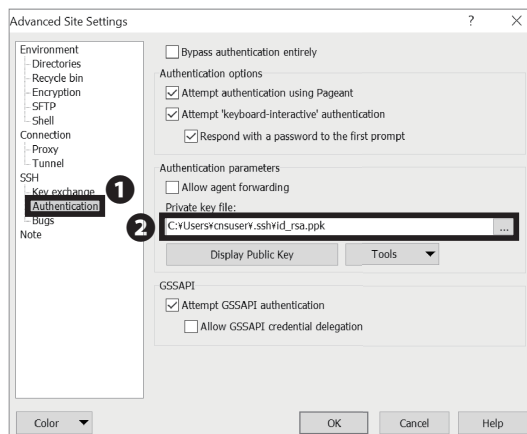 Advanced Site Settings ? ×
Environment
Directories
Recycle bin
Encryption
SFTP
Shell
Connection
Proxy
Tunnel
SSH
Key exchange
Authentication
Bugs
Note
1
2
Bypass authentication entirely
Authentication options
Attempt authentication using Pageant
Attempt 'keyboard-interactive' authentication
Respond with a password to the first prompt
Authentication parameters
Allow agent forwarding
Private key file:
C:¥Users¥cnsuser¥.ssh¥id_rsa.ppk ...
Display Public Key Tools
GSSAPI
Attempt GSSAPI authentication
Allow GSSAPI credential delegation
Color OK Cancel Help